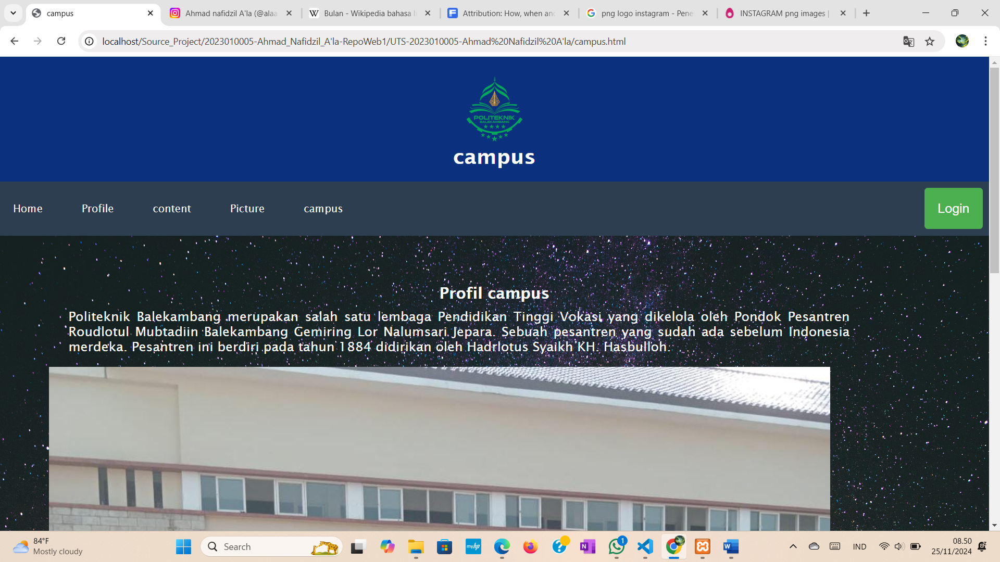 campus
Ahmad nafidzil A'la (@alaa
Bulan - Wikipedia bahasa I
Attribution: How, when and
png logo instagram - Pene
INSTAGRAM png images |
localhost/Source_Project/2023010005-Ahmad_Nafidzil_A'la-RepoWeb1/UTS-2023010005-Ahmad%20Nafidzil%20A'la/campus.html
POLITEKNIK
BALEKAMBANG
campus
Home
Profile
content
Picture
campus
Login
Profil campus
Politeknik Balekambang merupakan salah satu lembaga Pendidikan Tinggi Vokasi yang dikelola oleh Pondok Pesantren
Roudlotul Mubtadiin Balekambang Gemiring Lor Nalumsari Jepara. Sebuah pesantren yang sudah ada sebelum Indonesia
merdeka. Pesantren ini berdiri pada tahun 1884 didirikan oleh Hadrlotus Syaikh KH. Hasbulloh.
84°F
Mostly cloudy
Search
myhp
1
IND
08.50
25/11/2024